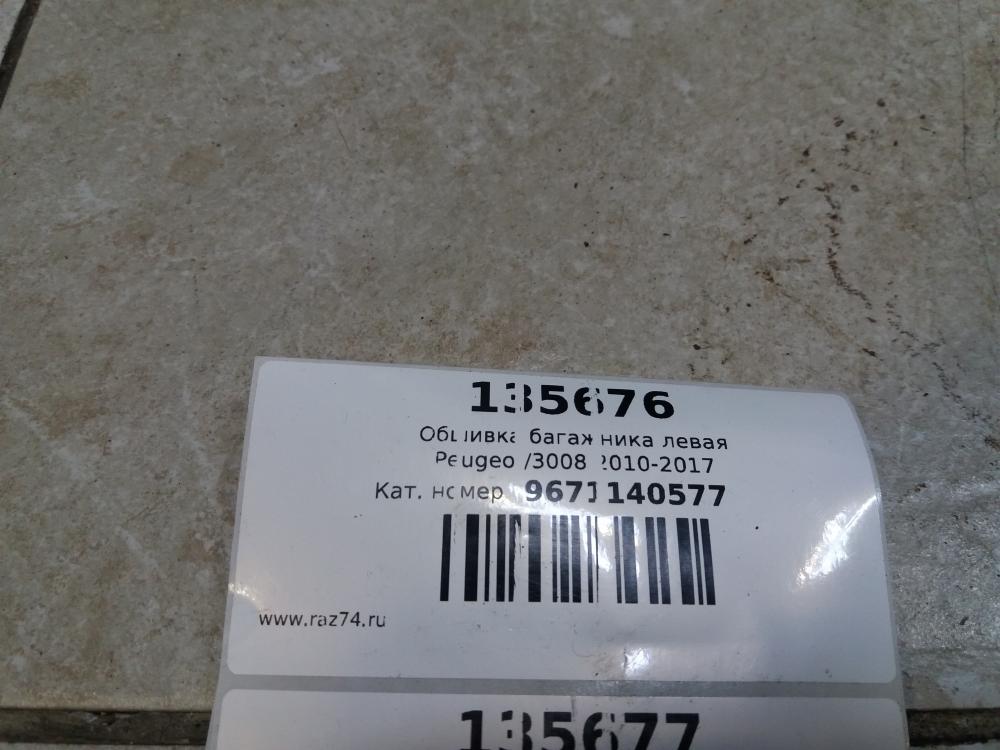 135676
Обшивка багажника левая
Peugeot/3008 2010-2017
Кат. номер 9671140577
www.raz74.ru
135677